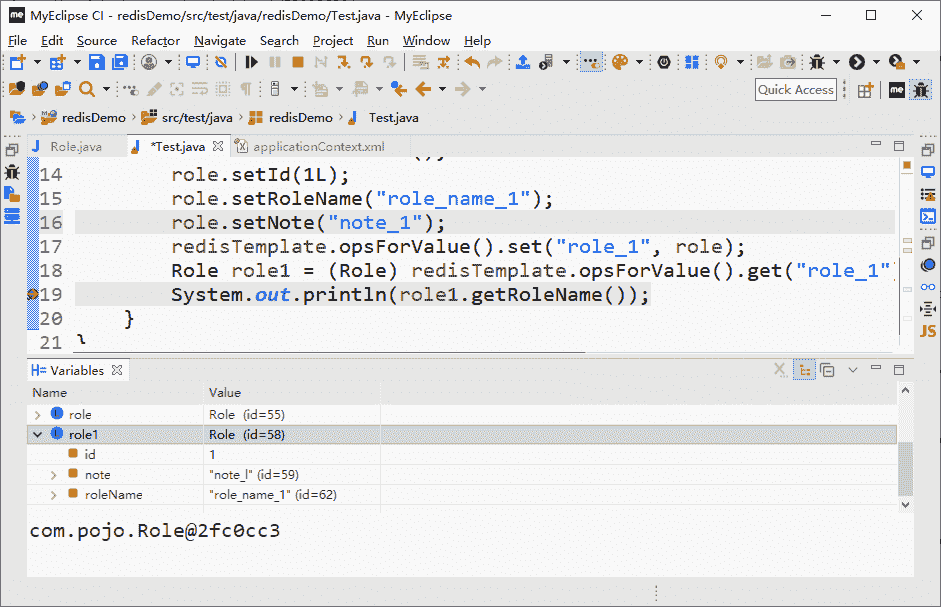 MyEclipse CI - redisDemo/src/test/java/redisDemo/Test.java - MyEclipse
File Edit Source Refactor Navigate Search Project Run Window Help
Quick Access
redisDemo src/test/java redisDemo Test.java
Role.java *Test.java applicationContext.xml
();
14 role.setId(1L);
15 role.setRoleName("role_name_1");
16 role.setNote("note_1");
17 redisTemplate.opsForValue().set("role_1", role);
18 Role role1 = (Role) redisTemplate.opsForValue().get("role_1"
19 System.out.println(role1.getRoleName());
20 }
21 }
JS
Variables
Name Value
role Role (id=55)
role1 Role (id=58)
id 1
note "note_l" (id=59)
roleName "role_name_1" (id=62)
com.pojo.Role@2fc0cc3